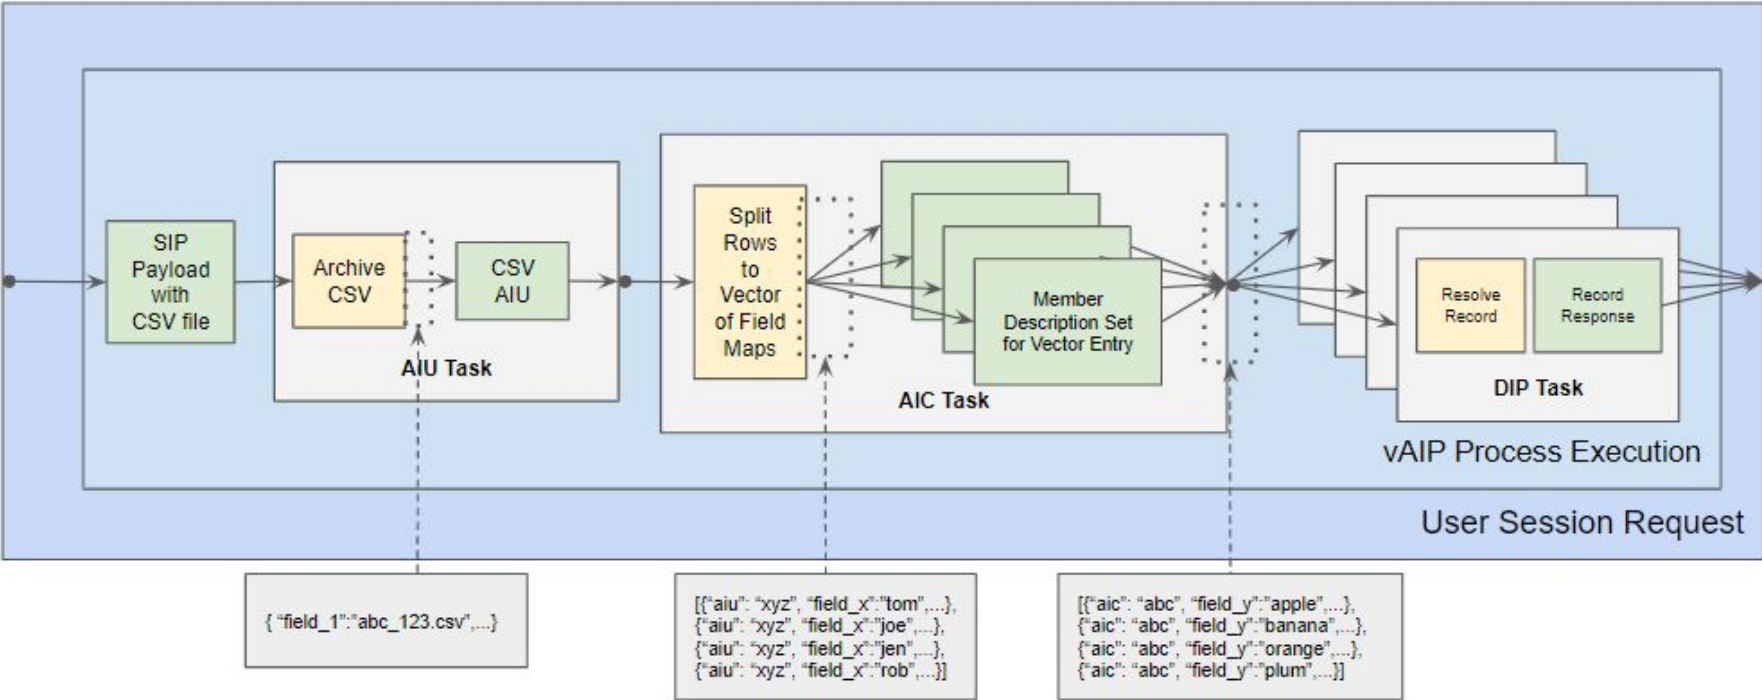 SIP
Payload
with
CSV file
Archive
CSV
CSV
AIU
AIU Task
Split
Rows
to
Vector
of Field
Maps
Member
Description Set
for Vector Entry
AIC Task
Resolve
Record
Record
Response
DIP Task
vAIP Process Execution
User Session Request
{ “field_1”:”abc_123.csv”,...}
[{“aiu”: “xyz”, “field_x”:”tom”,...},
{“aiu”: “xyz”, “field_x”:”joe”,...},
{“aiu”: “xyz”, “field_x”:”jen”,...},
{“aiu”: “xyz”, “field_x”:”rob”,...}]
[{“aic”: “abc”, “field_y”:”apple”,...},
{“aic”: “abc”, “field_y”:”banana”,...},
{“aic”: “abc”, “field_y”:”orange”,...},
{“aic”: “abc”, “field_y”:”plum”,...}]